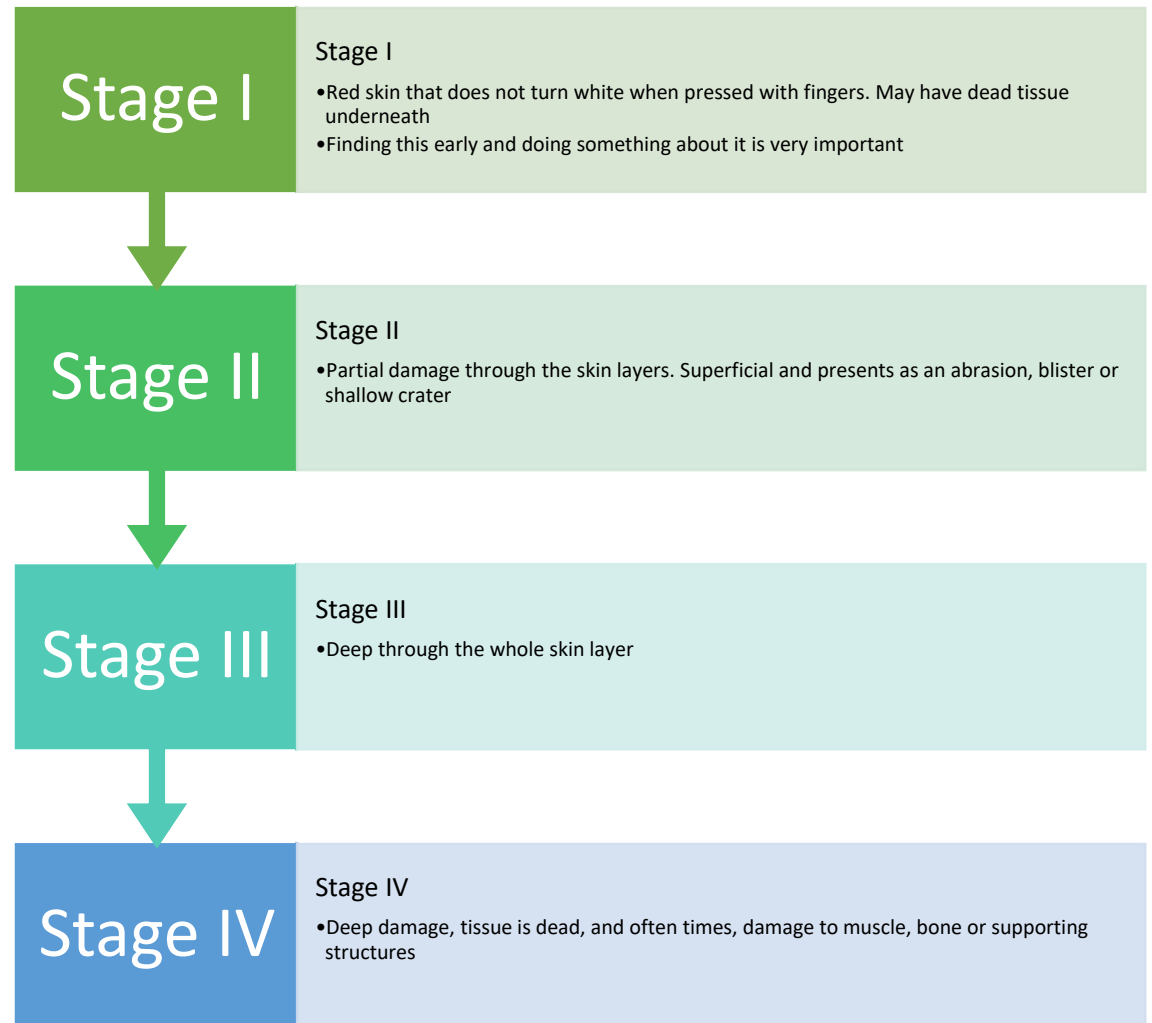 Stage I
Stage I
•Red skin that does not turn white when pressed with fingers. May have dead tissue
underneath
•Finding this early and doing something about it is very important
Stage II
Stage II
•Partial damage through the skin layers. Superficial and presents as an abrasion, blister or
shallow crater
Stage III
Stage III
•Deep through the whole skin layer
Stage IV
Stage IV
•Deep damage, tissue is dead, and often times, damage to muscle, bone or supporting
structures